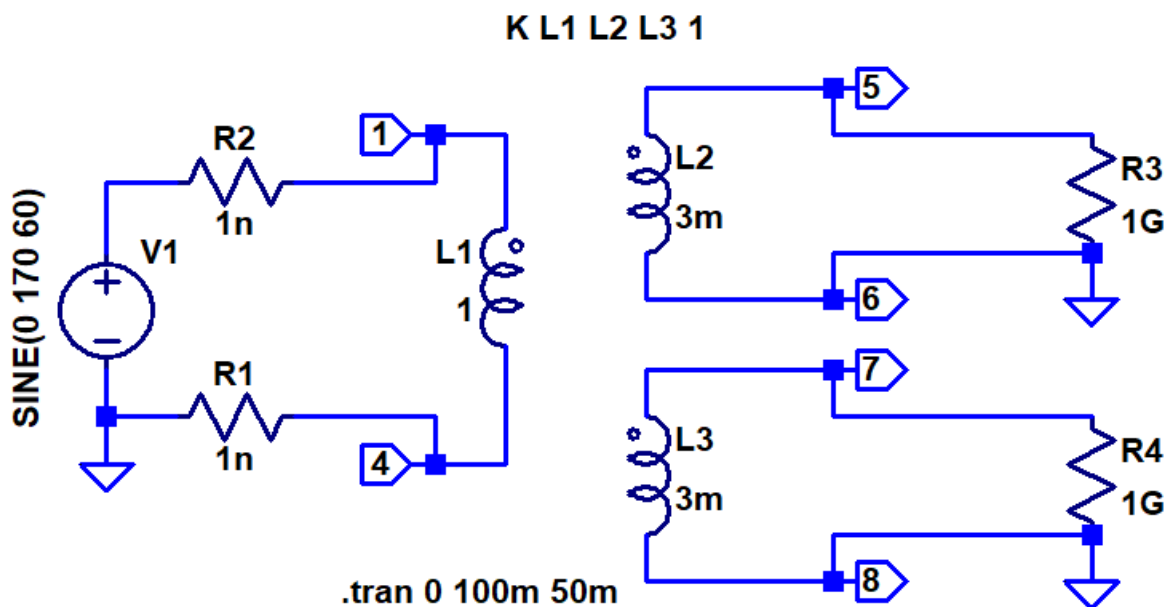 K L1 L2 L3 1
5
1
R2
1n
L2
3m
R3
1G
SINE(0 170 60)
V1
L1
1
6
R1
1n
7
4
L3
3m
R4
1G
8
.tran 0 100m 50m